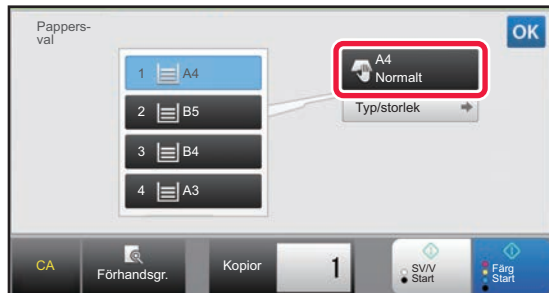 Pappers-
val
OK
1 A4
2 B5
3 B4
4 A3
A4
Normalt
Typ/storlek
CA
Förhandsgr.
Kopior
1
SV/V
Start
Färg
Start